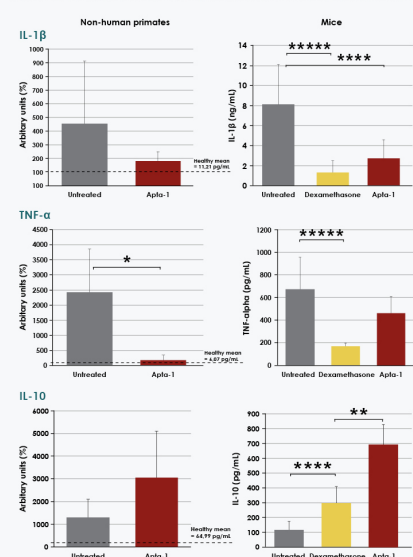 Non-human primates
Mice
IL-1β
Arbitary units (%)
1000
900
800
700
600
500
400
300
200
100
100
Healthy mean
= 11,21 pg/mL
Untreated
Apta-1
IL-1β (ng/mL)
14
12
10
8
6
4
2
0
*****
****
Untreated
Dexamethasone
Apta-1
TNF-α
Arbitary units (%)
4500
4000
3500
3000
2500
2000
1500
1000
500
0
*
Healthy mean
= 6,07 pg/mL
Untreated
Apta-1
TNF-alpha (pg/mL)
1200
1000
800
600
400
200
0
*****
Untreated
Dexamethasone
Apta-1
IL-10
Arbitary units (%)
6000
5000
4000
3000
2000
1000
0
Healthy mean
= 64,99 pg/mL
Untreated
Apta-1
IL-10 (pg/mL)
900
800
700
600
500
400
300
200
100
0
****
**
Untreated
Dexamethasone
Apta-1